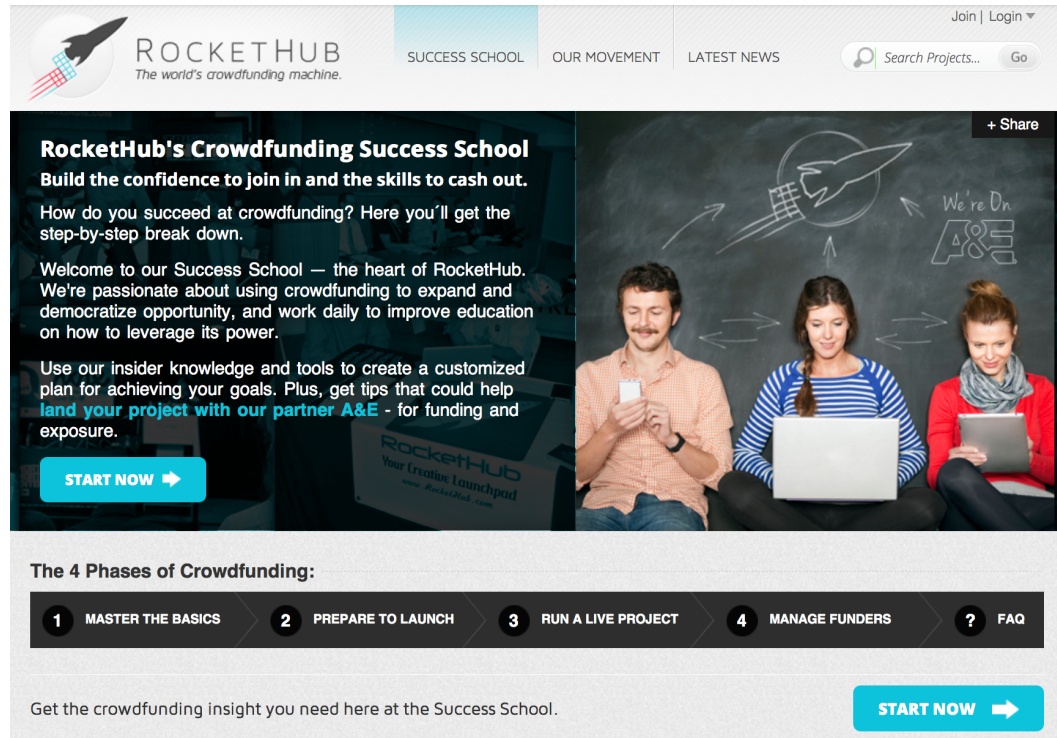 Join | Login
ROCKETHUB
The world's crowdfunding machine.
SUCCESS SCHOOL
OUR MOVEMENT
LATEST NEWS
Search Projects...
Go
+ Share
RocketHub's Crowdfunding Success School
Build the confidence to join in and the skills to cash out.
How do you succeed at crowdfunding? Here you´ll get the
step-by-step break down.
Welcome to our Success School — the heart of RocketHub.
We're passionate about using crowdfunding to expand and
democratize opportunity, and work daily to improve education
on how to leverage its power.
Use our insider knowledge and tools to create a customized
plan for achieving your goals. Plus, get tips that could help
land your project with our partner A&E - for funding and
exposure.
START NOW
RocketHub
Your Creative Launchpad
www.RocketHub.com
We're On
A&E
The 4 Phases of Crowdfunding:
1 MASTER THE BASICS
2 PREPARE TO LAUNCH
3 RUN A LIVE PROJECT
4 MANAGE FUNDERS
? FAQ
Get the crowdfunding insight you need here at the Success School.
START NOW